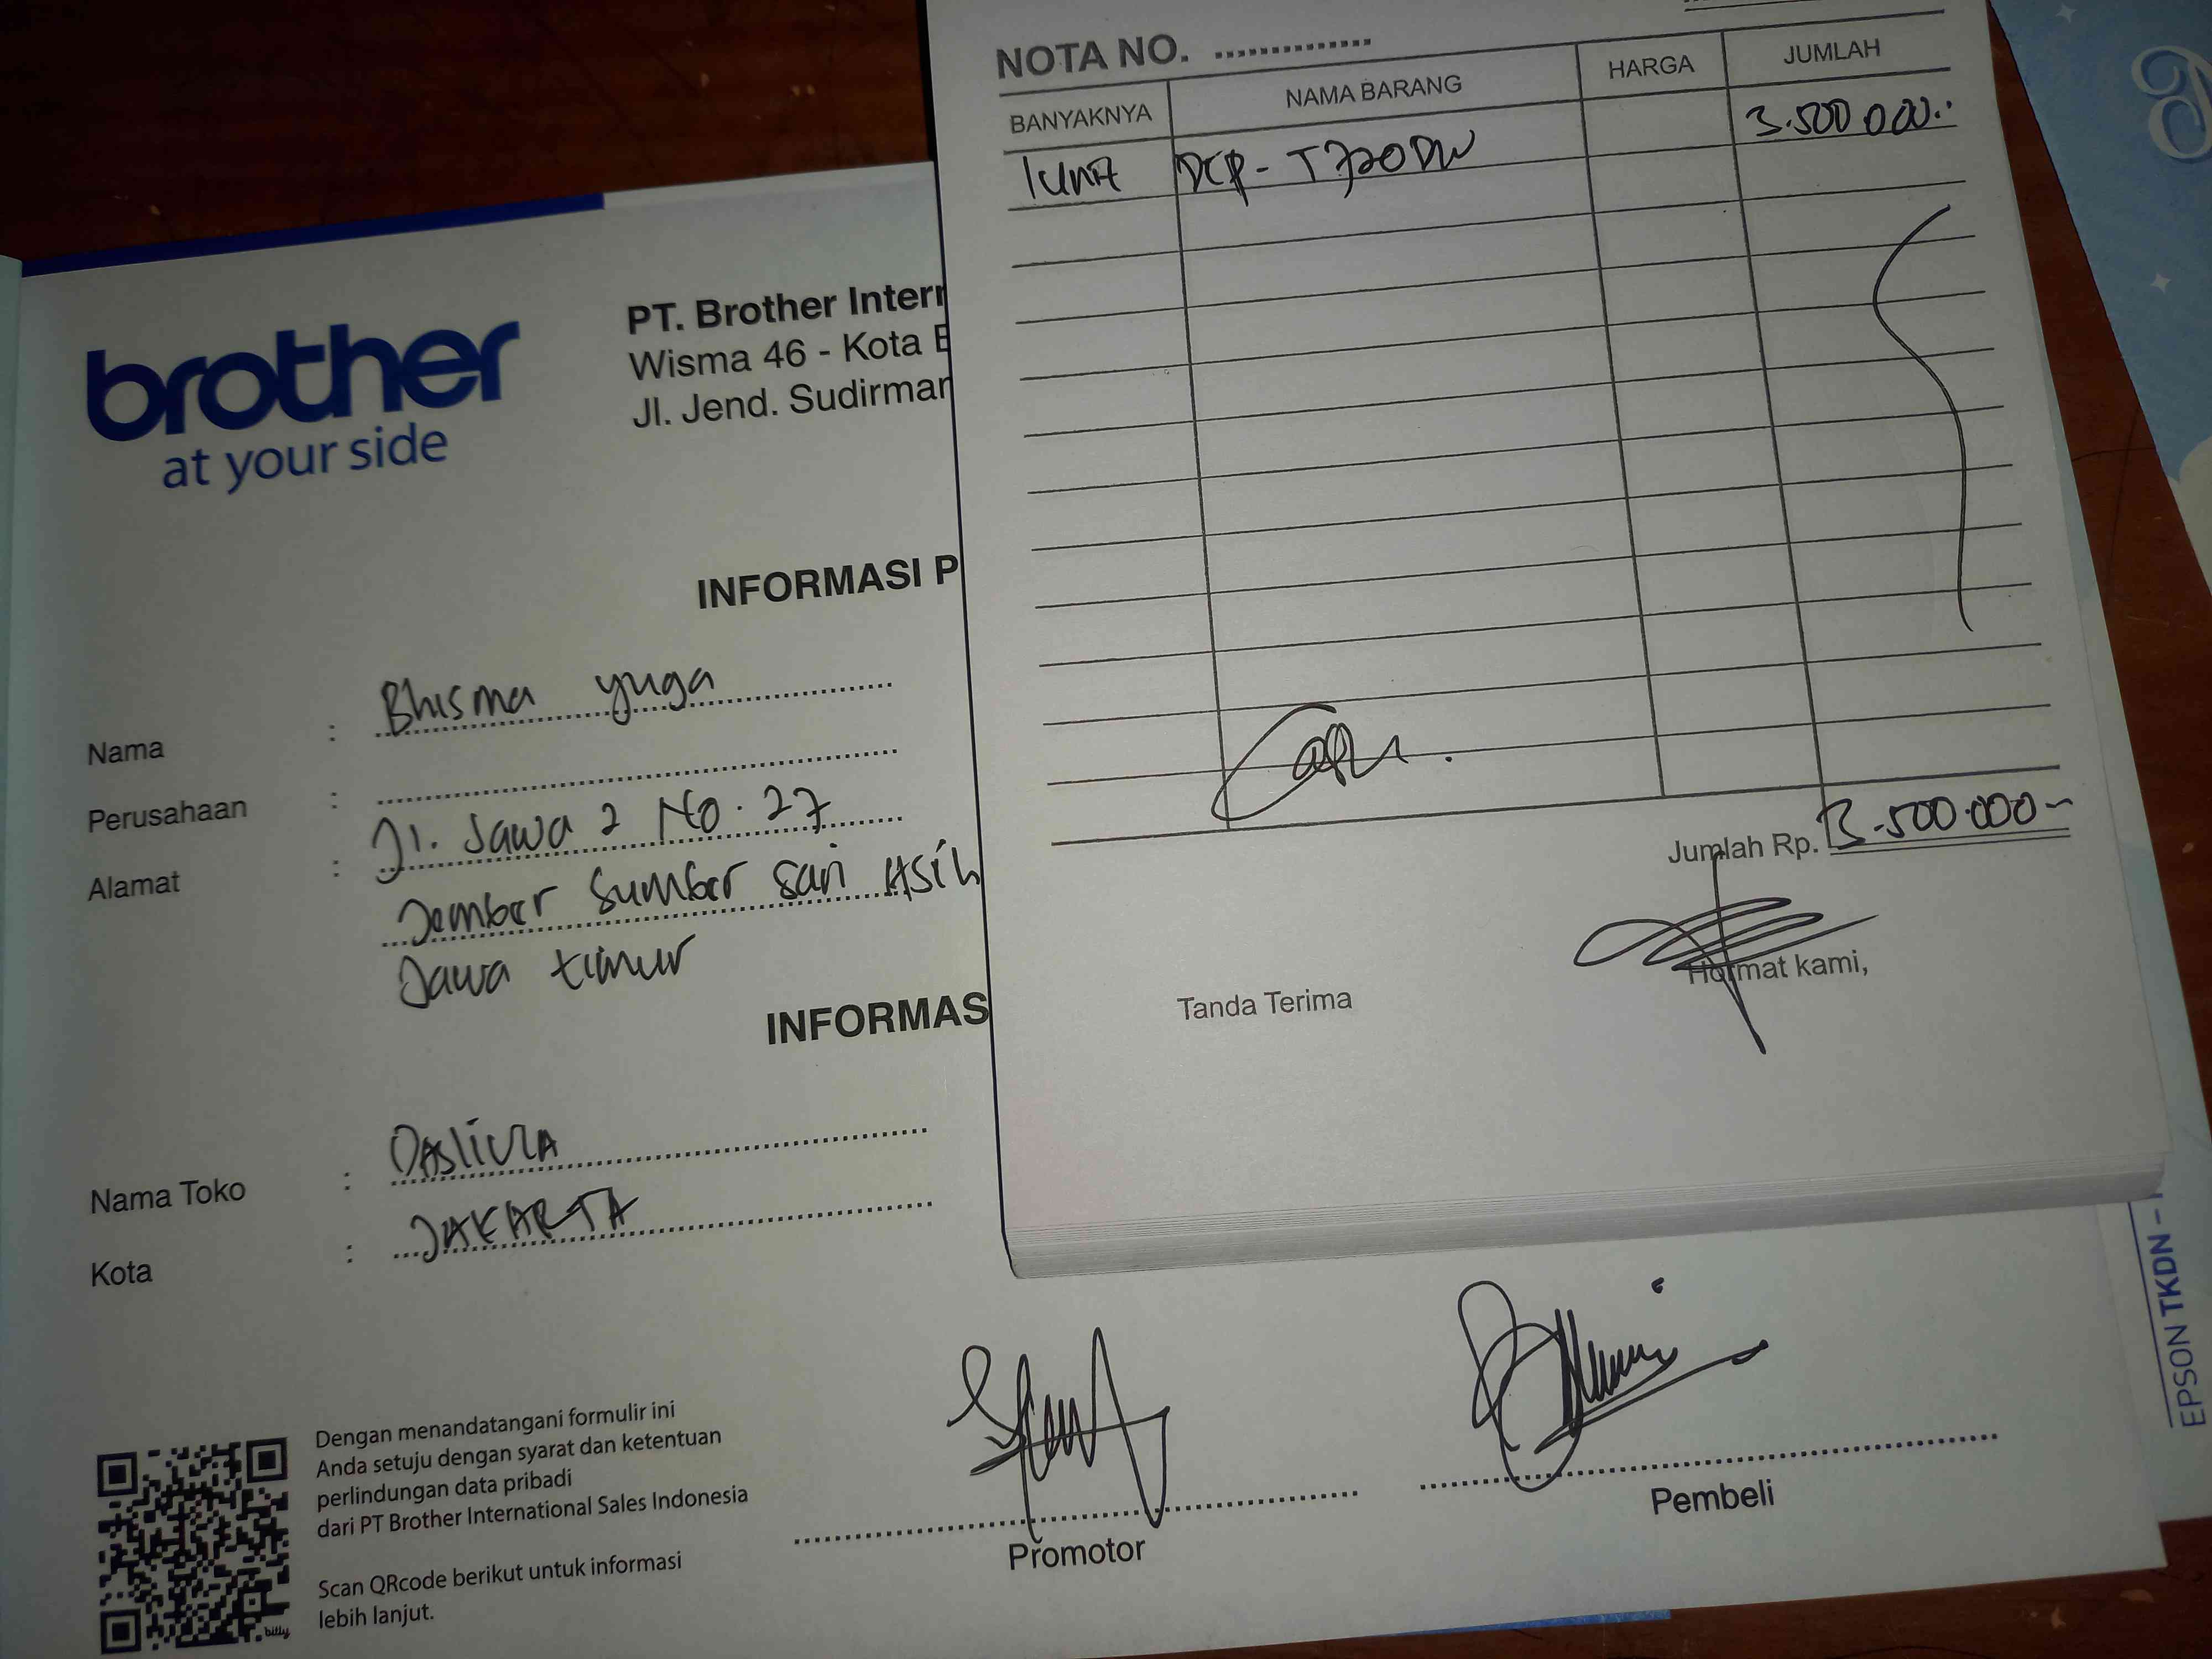 brother
at your side
PT. Brother Interr
Wisma 46 - Kota B
Jl. Jend. Sudirman
INFORMASI P
Nama : Bhisma yuga
Perusahaan :
Alamat : Jl. Jawa 2 No. 27
Jember Sumber sari Asih
Jawa timur
INFORMAS
Nama Toko :
Kota : JAKARTA
Dengan menandatangani formulir ini
Anda setuju dengan syarat dan ketentuan
perlindungan data pribadi
dari PT Brother International Sales Indonesia
Scan QRcode berikut untuk informasi
lebih lanjut.
bitly
Promotor
Pembeli
NOTA NO.
BANYAKNYA NAMA BARANG HARGA JUMLAH
1 Unit DCP-T720DW 3.500.000.-
Jumlah Rp. 3.500.000-
Tanda Terima
Hormat kami,
EPSON TKDN -